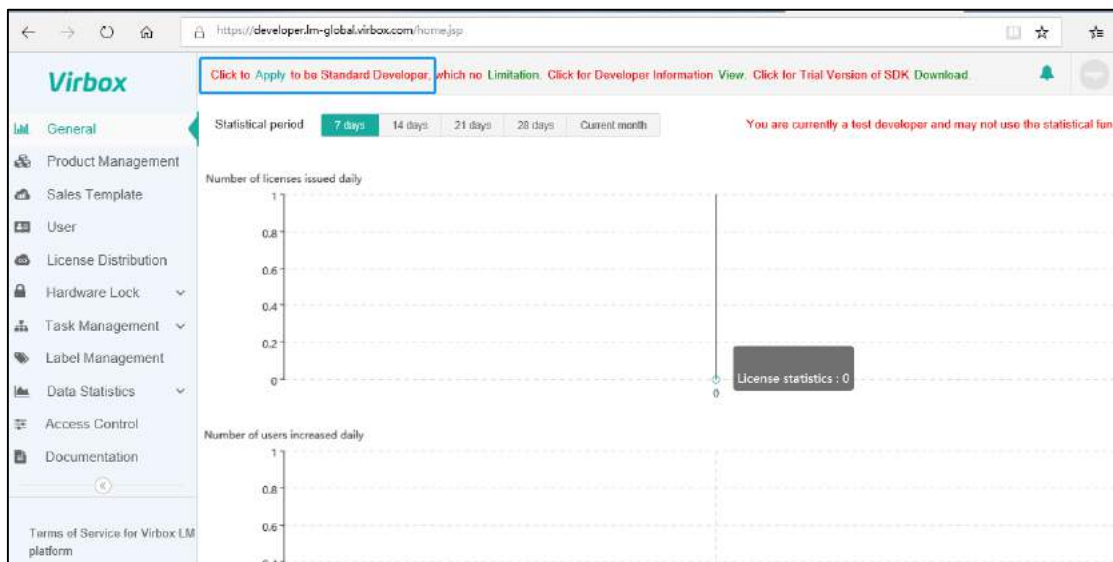 https://developer.lm-global.virbox.com/home.jsp
Virbox
Click to Apply to be Standard Developer, which no Limitation. Click for Developer Information View. Click for Trial Version of SDK Download.
General
Product Management
Sales Template
User
License Distribution
Hardware Lock
Task Management
Label Management
Data Statistics
Access Control
Documentation
Terms of Service for Virbox LM
platform
Statistical period 7 days 14 days 21 days 28 days Current month You are currently a test developer and may not use the statistical fun
Number of licenses issued daily
1
0.8
0.6
0.4
0.2
0
License statistics : 0
0
Number of users increased daily
1
0.8
0.6